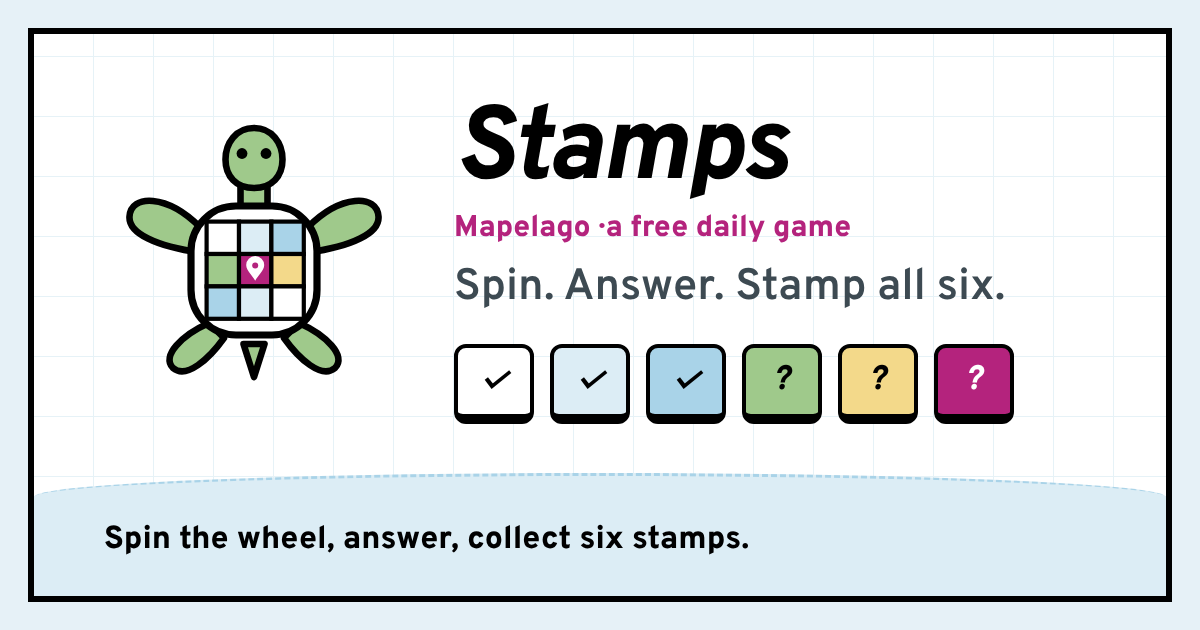 Stamps
Mapelago ·a free daily game
Spin. Answer. Stamp all six.
✓ ✓ ✓ ? ? ?
Spin the wheel, answer, collect six stamps.